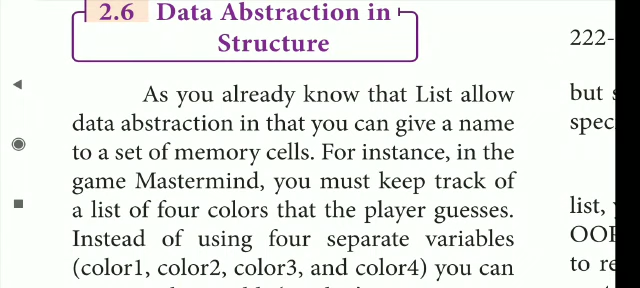 2.6 Data Abstraction in
Structure
As you already know that List allow
data abstraction in that you can give a name
to a set of memory cells. For instance, in the
game Mastermind, you must keep track of
a list of four colors that the player guesses.
Instead of using four separate variables
(color1, color2, color3, and color4) you can
222-
but
list,
to